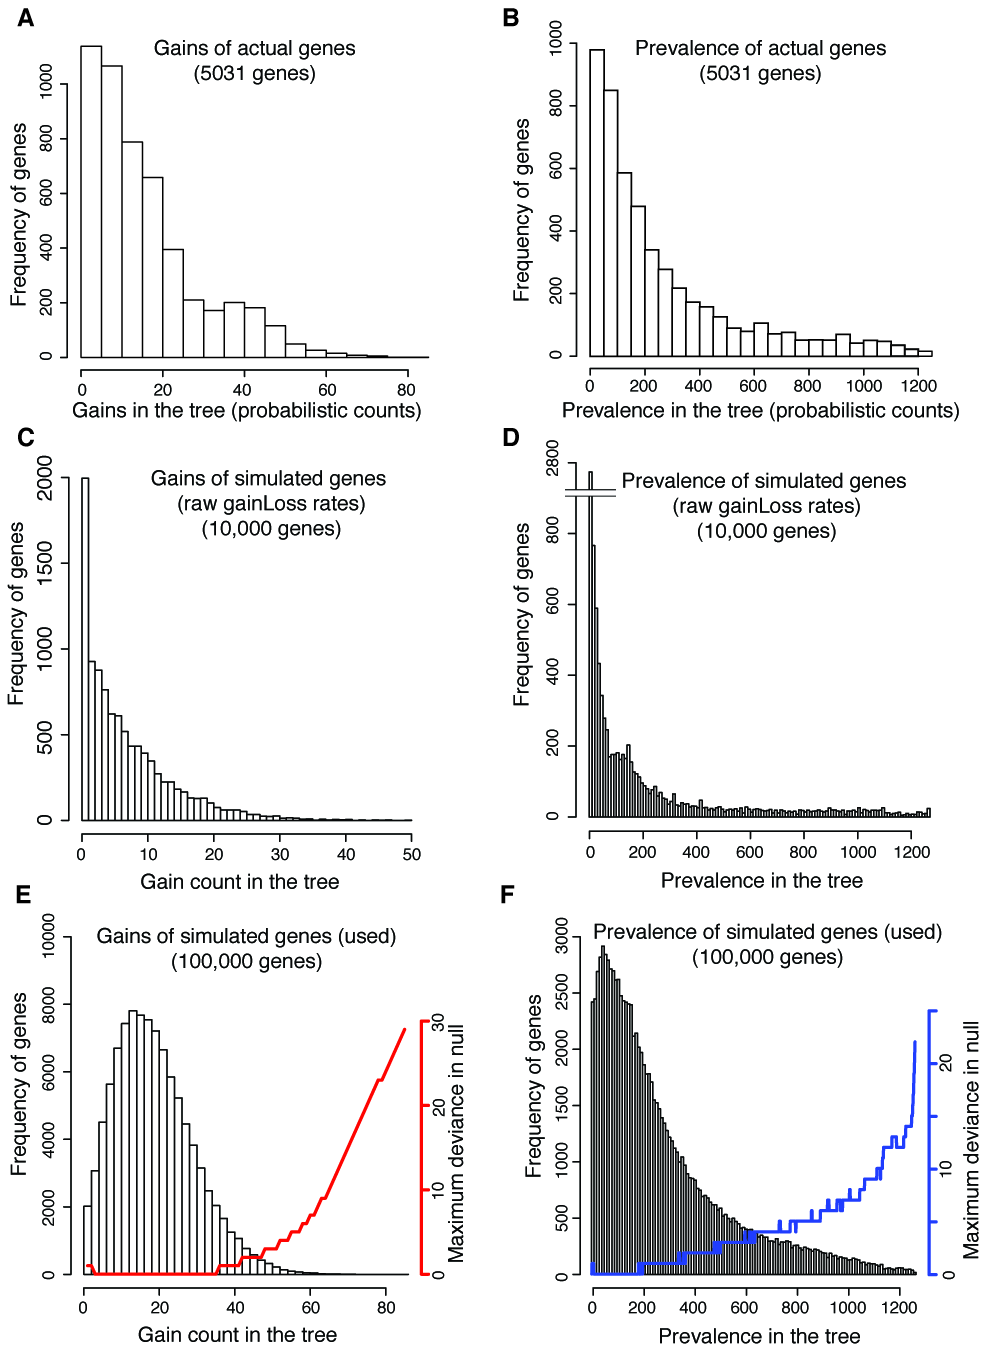 A
Gains of actual genes
(5031 genes)
Frequency of genes
0
200
400
600
800
1000
0
20
40
60
80
Gains in the tree (probabilistic counts)
B
Prevalence of actual genes
(5031 genes)
Frequency of genes
0
200
400
600
800
1000
0
200
400
600
800
1000
1200
Prevalence in the tree (probabilistic counts)
C
Gains of simulated genes
(raw gainLoss rates)
(10,000 genes)
Frequency of genes
0
500
1000
1500
2000
0
10
20
30
40
50
Gain count in the tree
D
Prevalence of simulated genes
(raw gainLoss rates)
(10,000 genes)
Frequency of genes
0
200
400
600
800
2800
0
200
400
600
800
1000
1200
Prevalence in the tree
E
Gains of simulated genes (used)
(100,000 genes)
Frequency of genes
0
2000
4000
6000
8000
10000
0
20
40
60
80
Gain count in the tree
0
10
20
30
Maximum deviance in null
F
Prevalence of simulated genes (used)
(100,000 genes)
Frequency of genes
0
500
1000
1500
2000
2500
3000
0
200
400
600
800
1000
1200
Prevalence in the tree
0
10
20
Maximum deviance in null